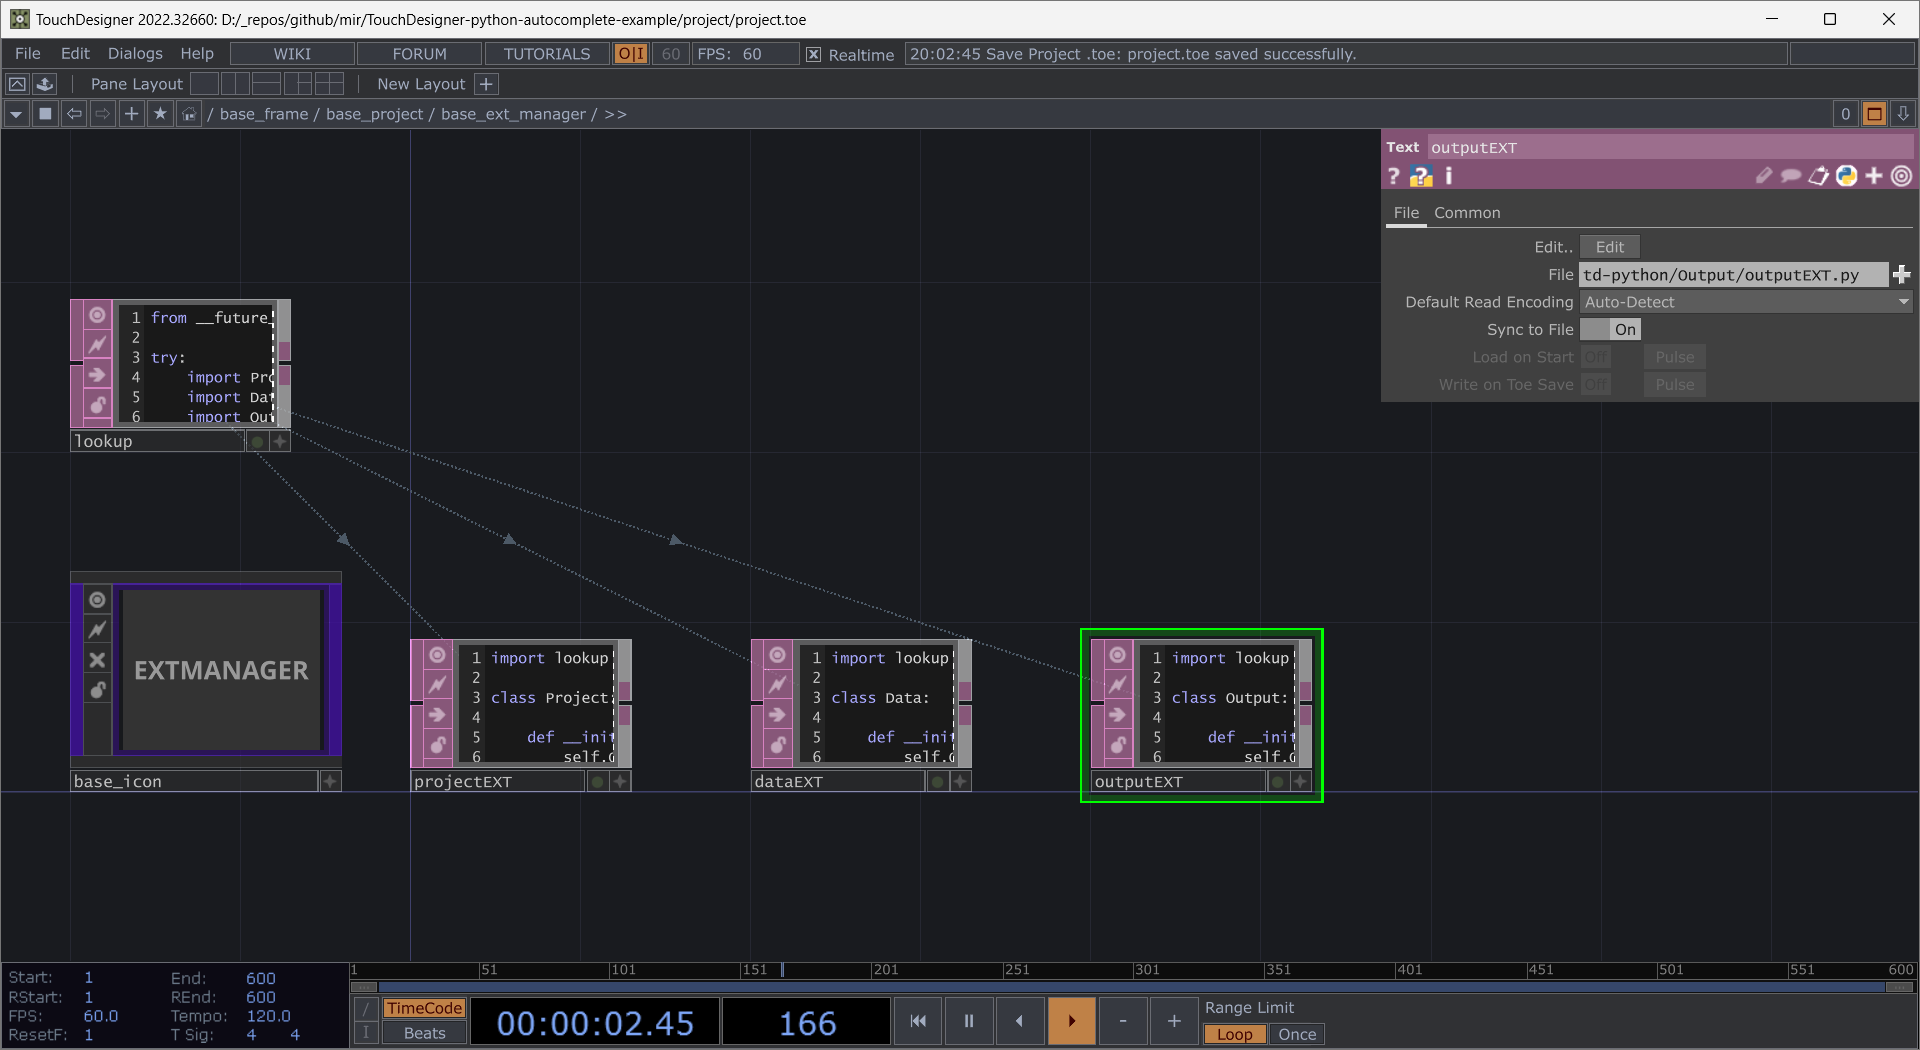 TouchDesigner 2022.32660: D:/_repos/github/mir/TouchDesigner-python-autocomplete-example/project/project.toe
File Edit Dialogs Help WIKI FORUM TUTORIALS O|I 60 FPS: 60 Realtime 20:02:45 Save Project .toe: project.toe saved successfully.
Pane Layout New Layout +
/ base_frame / base_project / base_ext_manager / >> 0
Text outputEXT
? ? i
File Common
Edit.. Edit
File td-python/Output/outputEXT.py
Default Read Encoding Auto-Detect
Sync to File On
Load on Start Off Pulse
Write on Toe Save Off Pulse
1 from __future_
2
3 try:
4 import Pro
5 import Dat
6 import Out
lookup
EXTMANAGER
base_icon
1 import lookup
2
3 class Project:
4
5 def __init
6 self.o
projectEXT
1 import lookup
2
3 class Data:
4
5 def __init
6 self.o
dataEXT
1 import lookup
2
3 class Output:
4
5 def __init
6 self.o
outputEXT
1 51 101 151 201 251 301 351 401 451 501 551 600
Start: 1 End: 600
RStart: 1 REnd: 600
FPS: 60.0 Tempo: 120.0
ResetF: 1 T Sig: 4 4
/ TimeCode
I Beats
00:00:02.45 166
- +
Range Limit
Loop Once